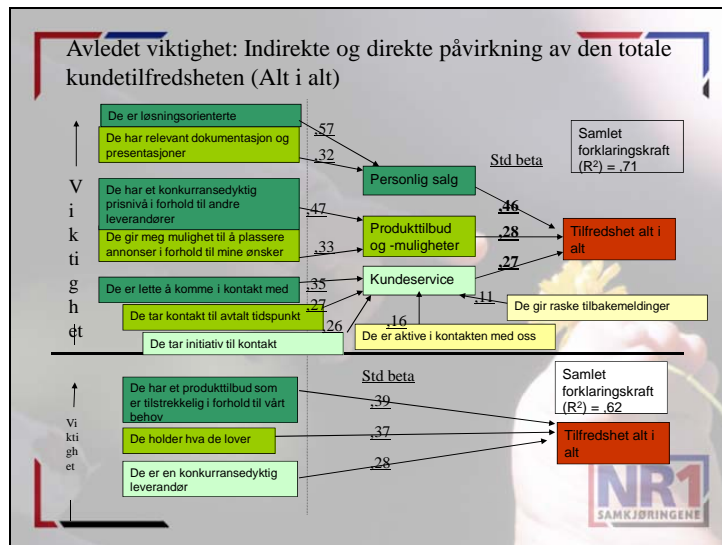 Avledet viktighet: Indirekte og direkte påvirkning av den totale
kundetilfredsheten (Alt i alt)
De er løsningsorienterte
De har relevant dokumentasjon og
presentasjoner
,57
,32
Std beta
Samlet
forklaringskraft
(R²) = ,71
V
i
k
ti
g
h
et
Personlig salg
De har et konkurransedyktig
prisnivå i forhold til andre
leverandører
De gir meg mulighet til å plassere
annonser i forhold til mine ønsker
,47
,33
Produkttilbud
og -muligheter
,46
,28
,27
Tilfredshet alt i
alt
De er lette å komme i kontakt med
,35
Kundeservice
De tar kontakt til avtalt tidspunkt
,27
,11
De gir raske tilbakemeldinger
De tar initiativ til kontakt
,26
,16
De er aktive i kontakten med oss
Vi
ktig
het
De har et produkttilbud som
er tilstrekkelig i forhold til vårt
behov
Std beta
,39
Samlet
forklaringskraft
(R²) = ,62
De holder hva de lover
,37
Tilfredshet alt i
alt
De er en konkurransedyktig
leverandør
,28
NR1
SAMKJØRINGENE